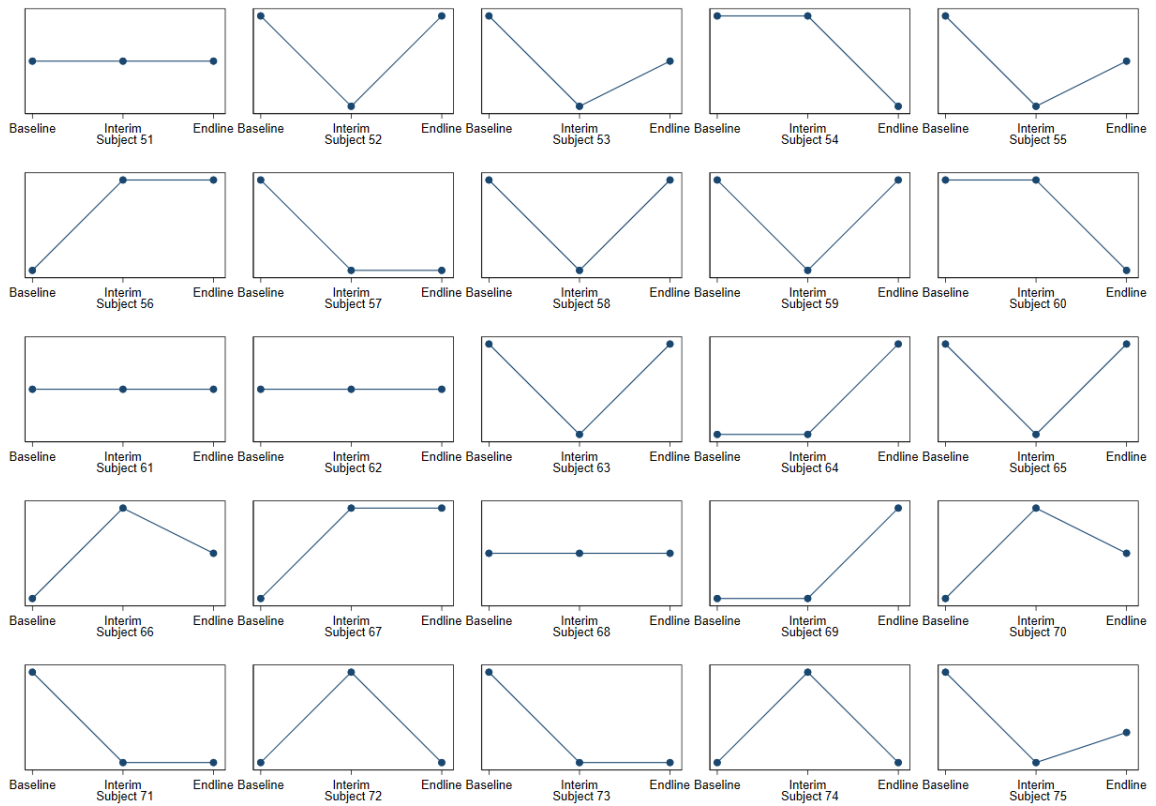 Baseline Interim Endline Baseline Interim Endline Baseline Interim Endline Baseline Interim Endline Baseline Interim Endline
Subject 51 Subject 52 Subject 53 Subject 54 Subject 55
Baseline Interim Endline Baseline Interim Endline Baseline Interim Endline Baseline Interim Endline Baseline Interim Endline
Subject 56 Subject 57 Subject 58 Subject 59 Subject 60
Baseline Interim Endline Baseline Interim Endline Baseline Interim Endline Baseline Interim Endline Baseline Interim Endline
Subject 61 Subject 62 Subject 63 Subject 64 Subject 65
Baseline Interim Endline Baseline Interim Endline Baseline Interim Endline Baseline Interim Endline Baseline Interim Endline
Subject 66 Subject 67 Subject 68 Subject 69 Subject 70
Baseline Interim Endline Baseline Interim Endline Baseline Interim Endline Baseline Interim Endline Baseline Interim Endline
Subject 71 Subject 72 Subject 73 Subject 74 Subject 75